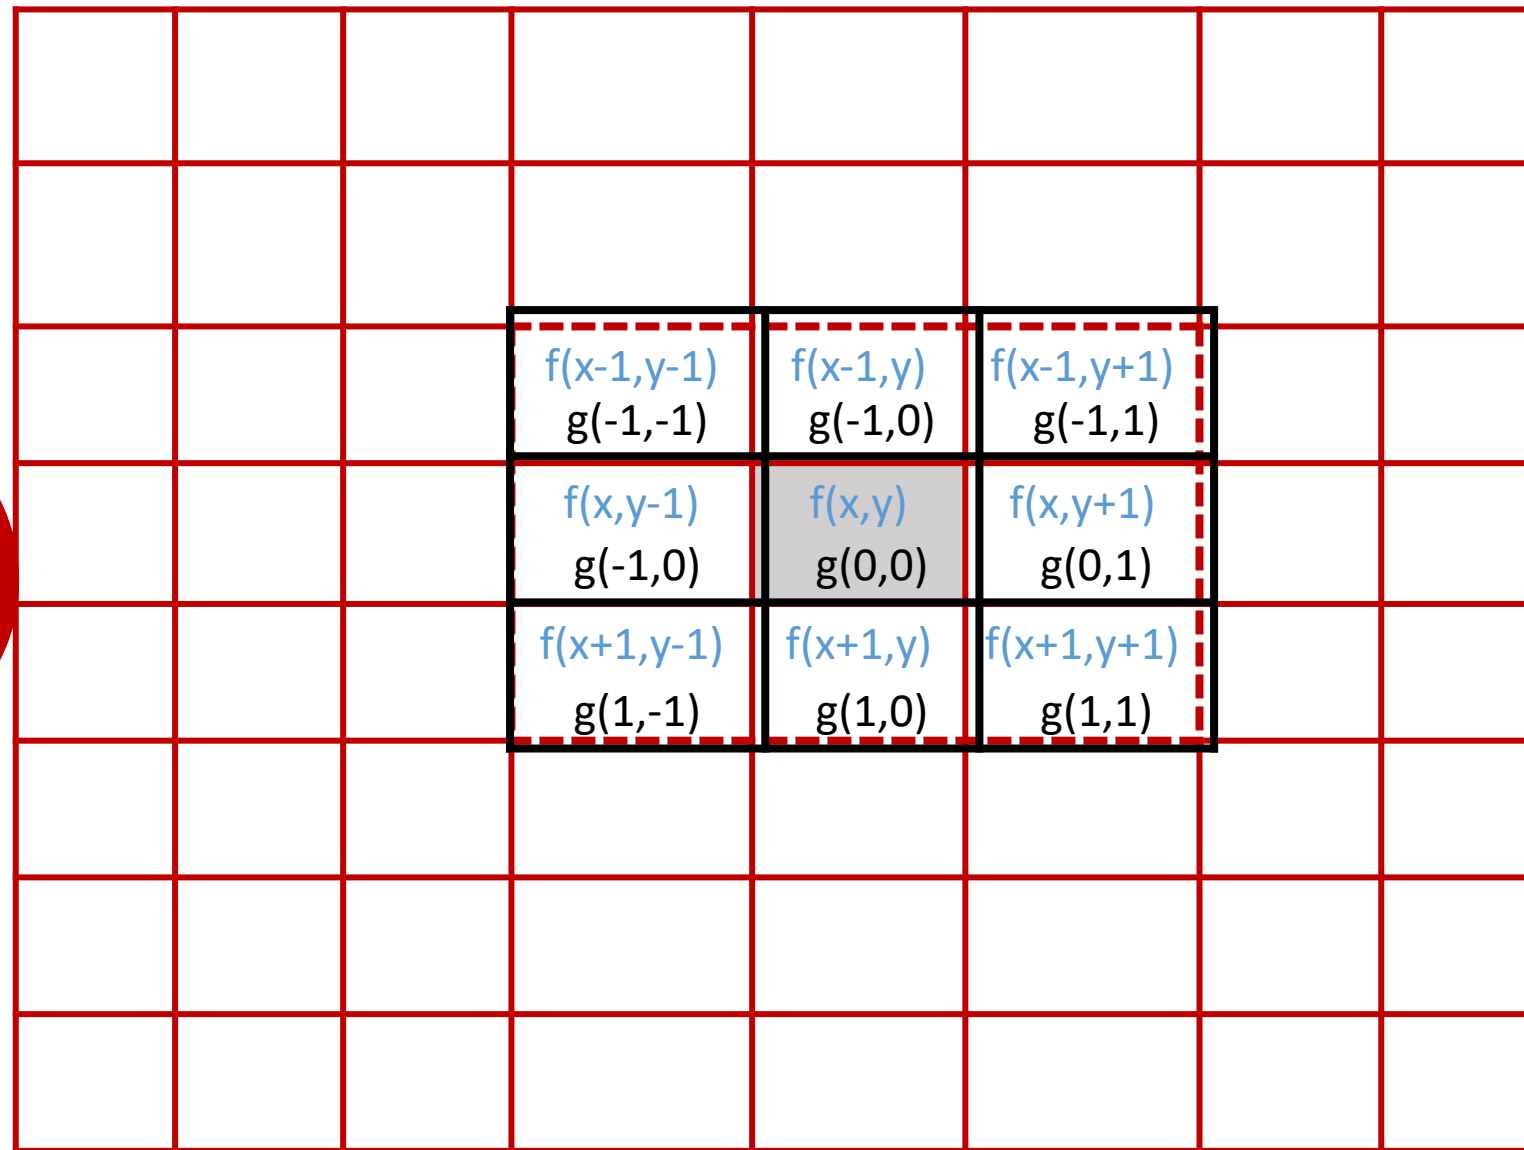 f(x-1,y-1) f(x-1,y) f(x-1,y+1)
g(-1,-1) g(-1,0) g(-1,1)
f(x,y-1) f(x,y) f(x,y+1)
g(-1,0) g(0,0) g(0,1)
f(x+1,y-1) f(x+1,y) f(x+1,y+1)
g(1,-1) g(1,0) g(1,1)